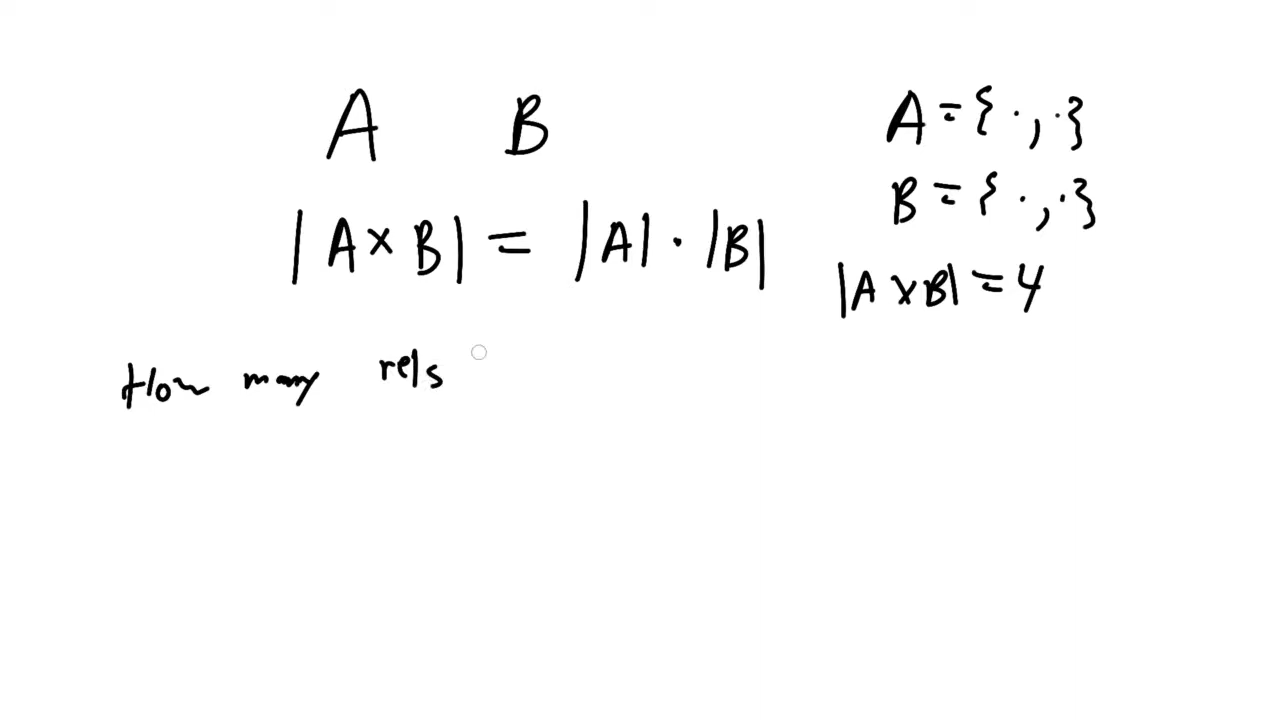 A B
|A×B| = |A|·|B|
How many rels
A = {·,·}
B = {·,·}
|A×B| = 4